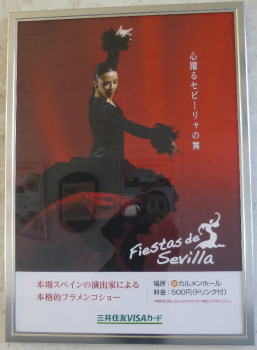 心躍るセビーリャの舞
Fiestas de
Sevilla
本場スペインの演出家による
本格的フラメンコショー
場所：カルメンホール
料金：500円(ドリンク付)
三井住友VISAカード